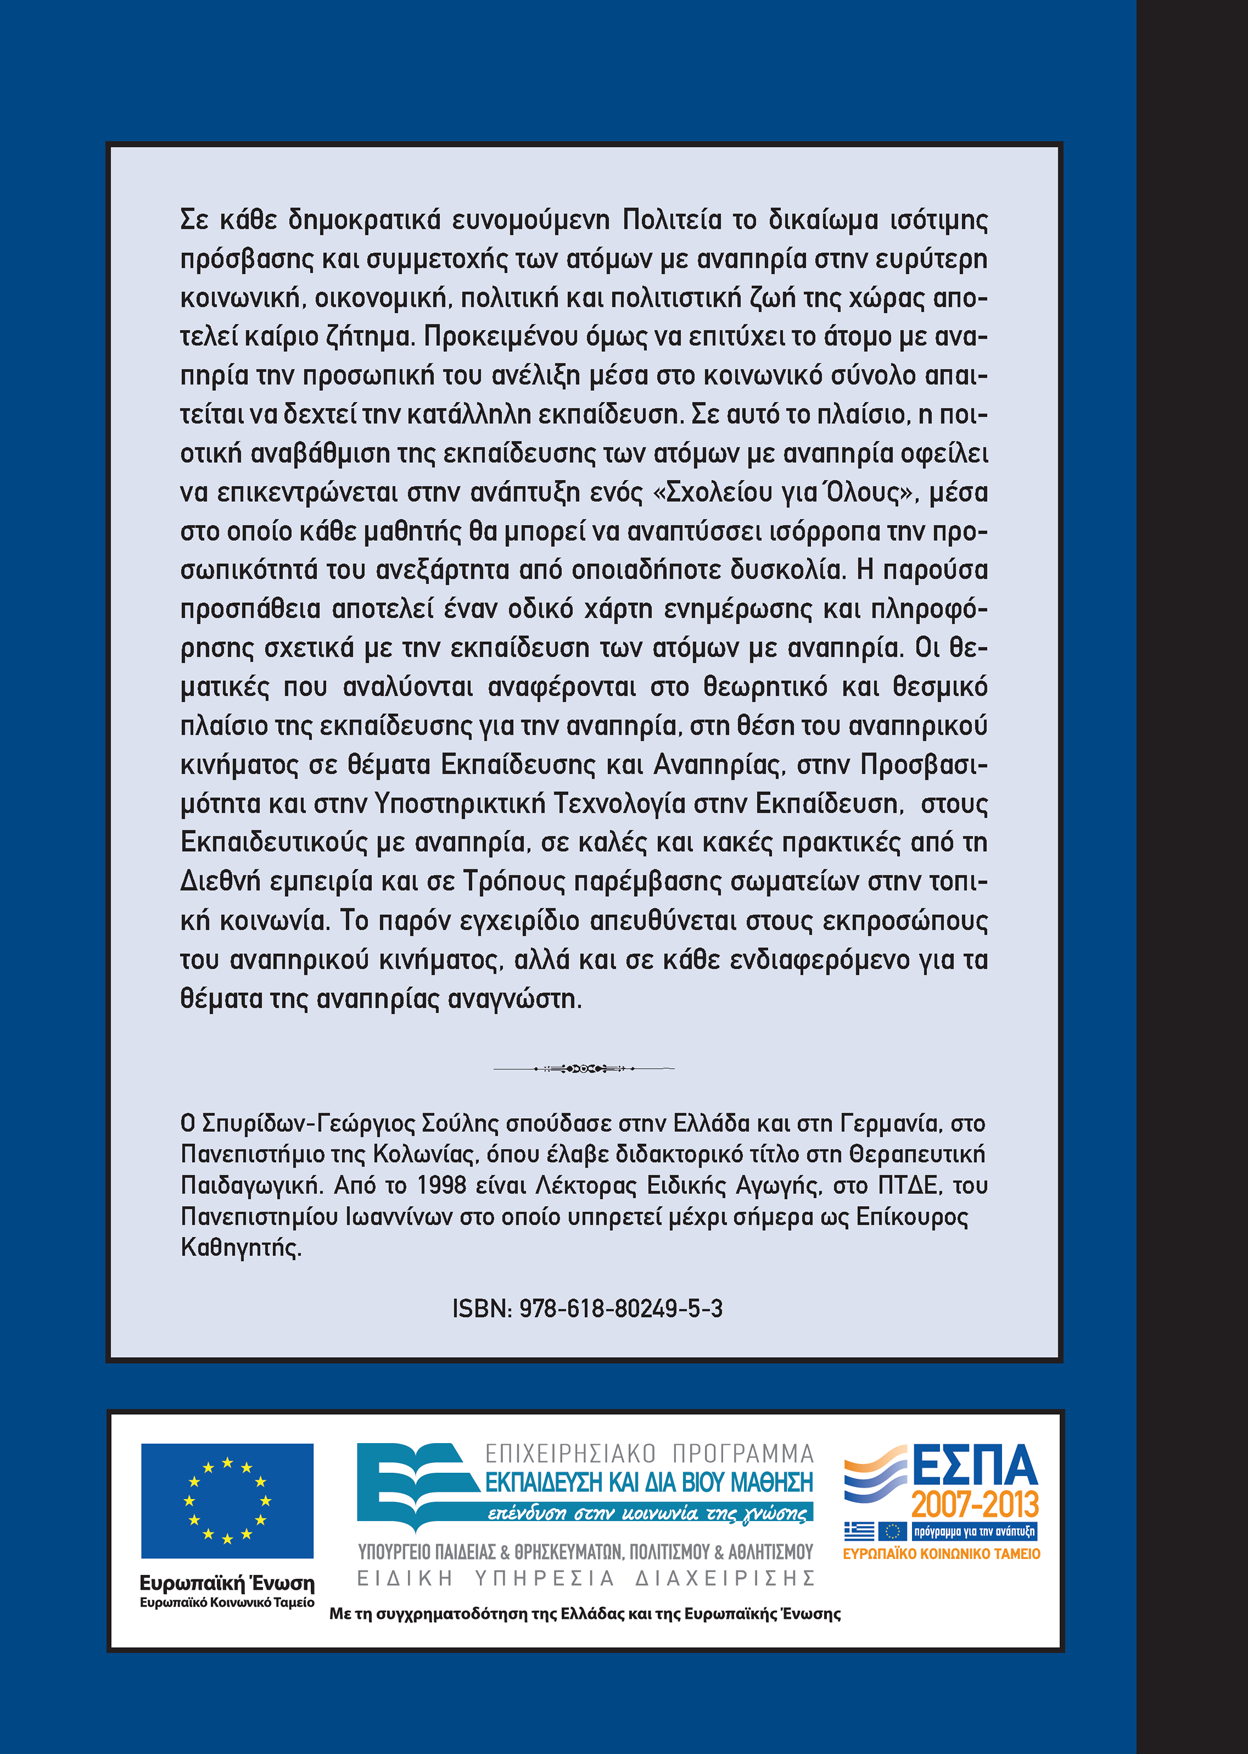 Σε κάθε δημοκρατικά ευνομούμενη Πολιτεία το δικαίωμα ισότιμης
πρόσβασης και συμμετοχής των ατόμων με αναπηρία στην ευρύτερη
κοινωνική, οικονομική, πολιτική και πολιτιστική ζωή της χώρας απο-
τελεί καίριο ζήτημα. Προκειμένου όμως να επιτύχει το άτομο με ανα-
πηρία την προσωπική του ανέλιξη μέσα στο κοινωνικό σύνολο απαι-
τείται να δεχτεί την κατάλληλη εκπαίδευση. Σε αυτό το πλαίσιο, η ποι-
οτική αναβάθμιση της εκπαίδευσης των ατόμων με αναπηρία οφείλει
να επικεντρώνεται στην ανάπτυξη ενός «Σχολείου για Όλους», μέσα
στο οποίο κάθε μαθητής θα μπορεί να αναπτύσσει ισόρροπα την προ-
σωπικότητά του ανεξάρτητα από οποιαδήποτε δυσκολία. Η παρούσα
προσπάθεια αποτελεί έναν οδικό χάρτη ενημέρωσης και πληροφό-
ρησης σχετικά με την εκπαίδευση των ατόμων με αναπηρία. Οι θε-
ματικές που αναλύονται αναφέρονται στο θεωρητικό και θεσμικό
πλαίσιο της εκπαίδευσης για την αναπηρία, στη θέση του αναπηρικού
κινήματος σε θέματα Εκπαίδευσης και Αναπηρίας, στην Προσβασι-
μότητα και στην Υποστηρικτική Τεχνολογία στην Εκπαίδευση, στους
Εκπαιδευτικούς με αναπηρία, σε καλές και κακές πρακτικές από τη
Διεθνή εμπειρία και σε Τρόπους παρέμβασης σωματείων στην τοπι-
κή κοινωνία. Το παρόν εγχειρίδιο απευθύνεται στους εκπροσώπους
του αναπηρικού κινήματος, αλλά και σε κάθε ενδιαφερόμενο για τα
θέματα της αναπηρίας αναγνώστη.
Ο Σπυρίδων-Γεώργιος Σούλης σπούδασε στην Ελλάδα και στη Γερμανία, στο
Πανεπιστήμιο της Κολωνίας, όπου έλαβε διδακτορικό τίτλο στη Θεραπευτική
Παιδαγωγική. Από το 1998 είναι Λέκτορας Ειδικής Αγωγής, στο ΠΤΔΕ, του
Πανεπιστημίου Ιωαννίνων στο οποίο υπηρετεί μέχρι σήμερα ως Επίκουρος
Καθηγητής.
ISBN: 978-618-80249-5-3
Ευρωπαϊκή Ένωση
Ευρωπαϊκό Κοινωνικό Ταμείο
ΕΠΙΧΕΙΡΗΣΙΑΚΟ ΠΡΟΓΡΑΜΜΑ
ΕΚΠΑΙΔΕΥΣΗ ΚΑΙ ΔΙΑ ΒΙΟΥ ΜΑΘΗΣΗ
επένδυση στην κοινωνία της γνώσης
ΥΠΟΥΡΓΕΙΟ ΠΑΙΔΕΙΑΣ & ΘΡΗΣΚΕΥΜΑΤΩΝ, ΠΟΛΙΤΙΣΜΟΥ & ΑΘΛΗΤΙΣΜΟΥ
ΕΙΔΙΚΗ ΥΠΗΡΕΣΙΑ ΔΙΑΧΕΙΡΙΣΗΣ
Με τη συγχρηματοδότηση της Ελλάδας και της Ευρωπαϊκής Ένωσης
ΕΣΠΑ
2007-2013
πρόγραμμα για την ανάπτυξη
ΕΥΡΩΠΑΪΚΟ ΚΟΙΝΩΝΙΚΟ ΤΑΜΕΙΟ